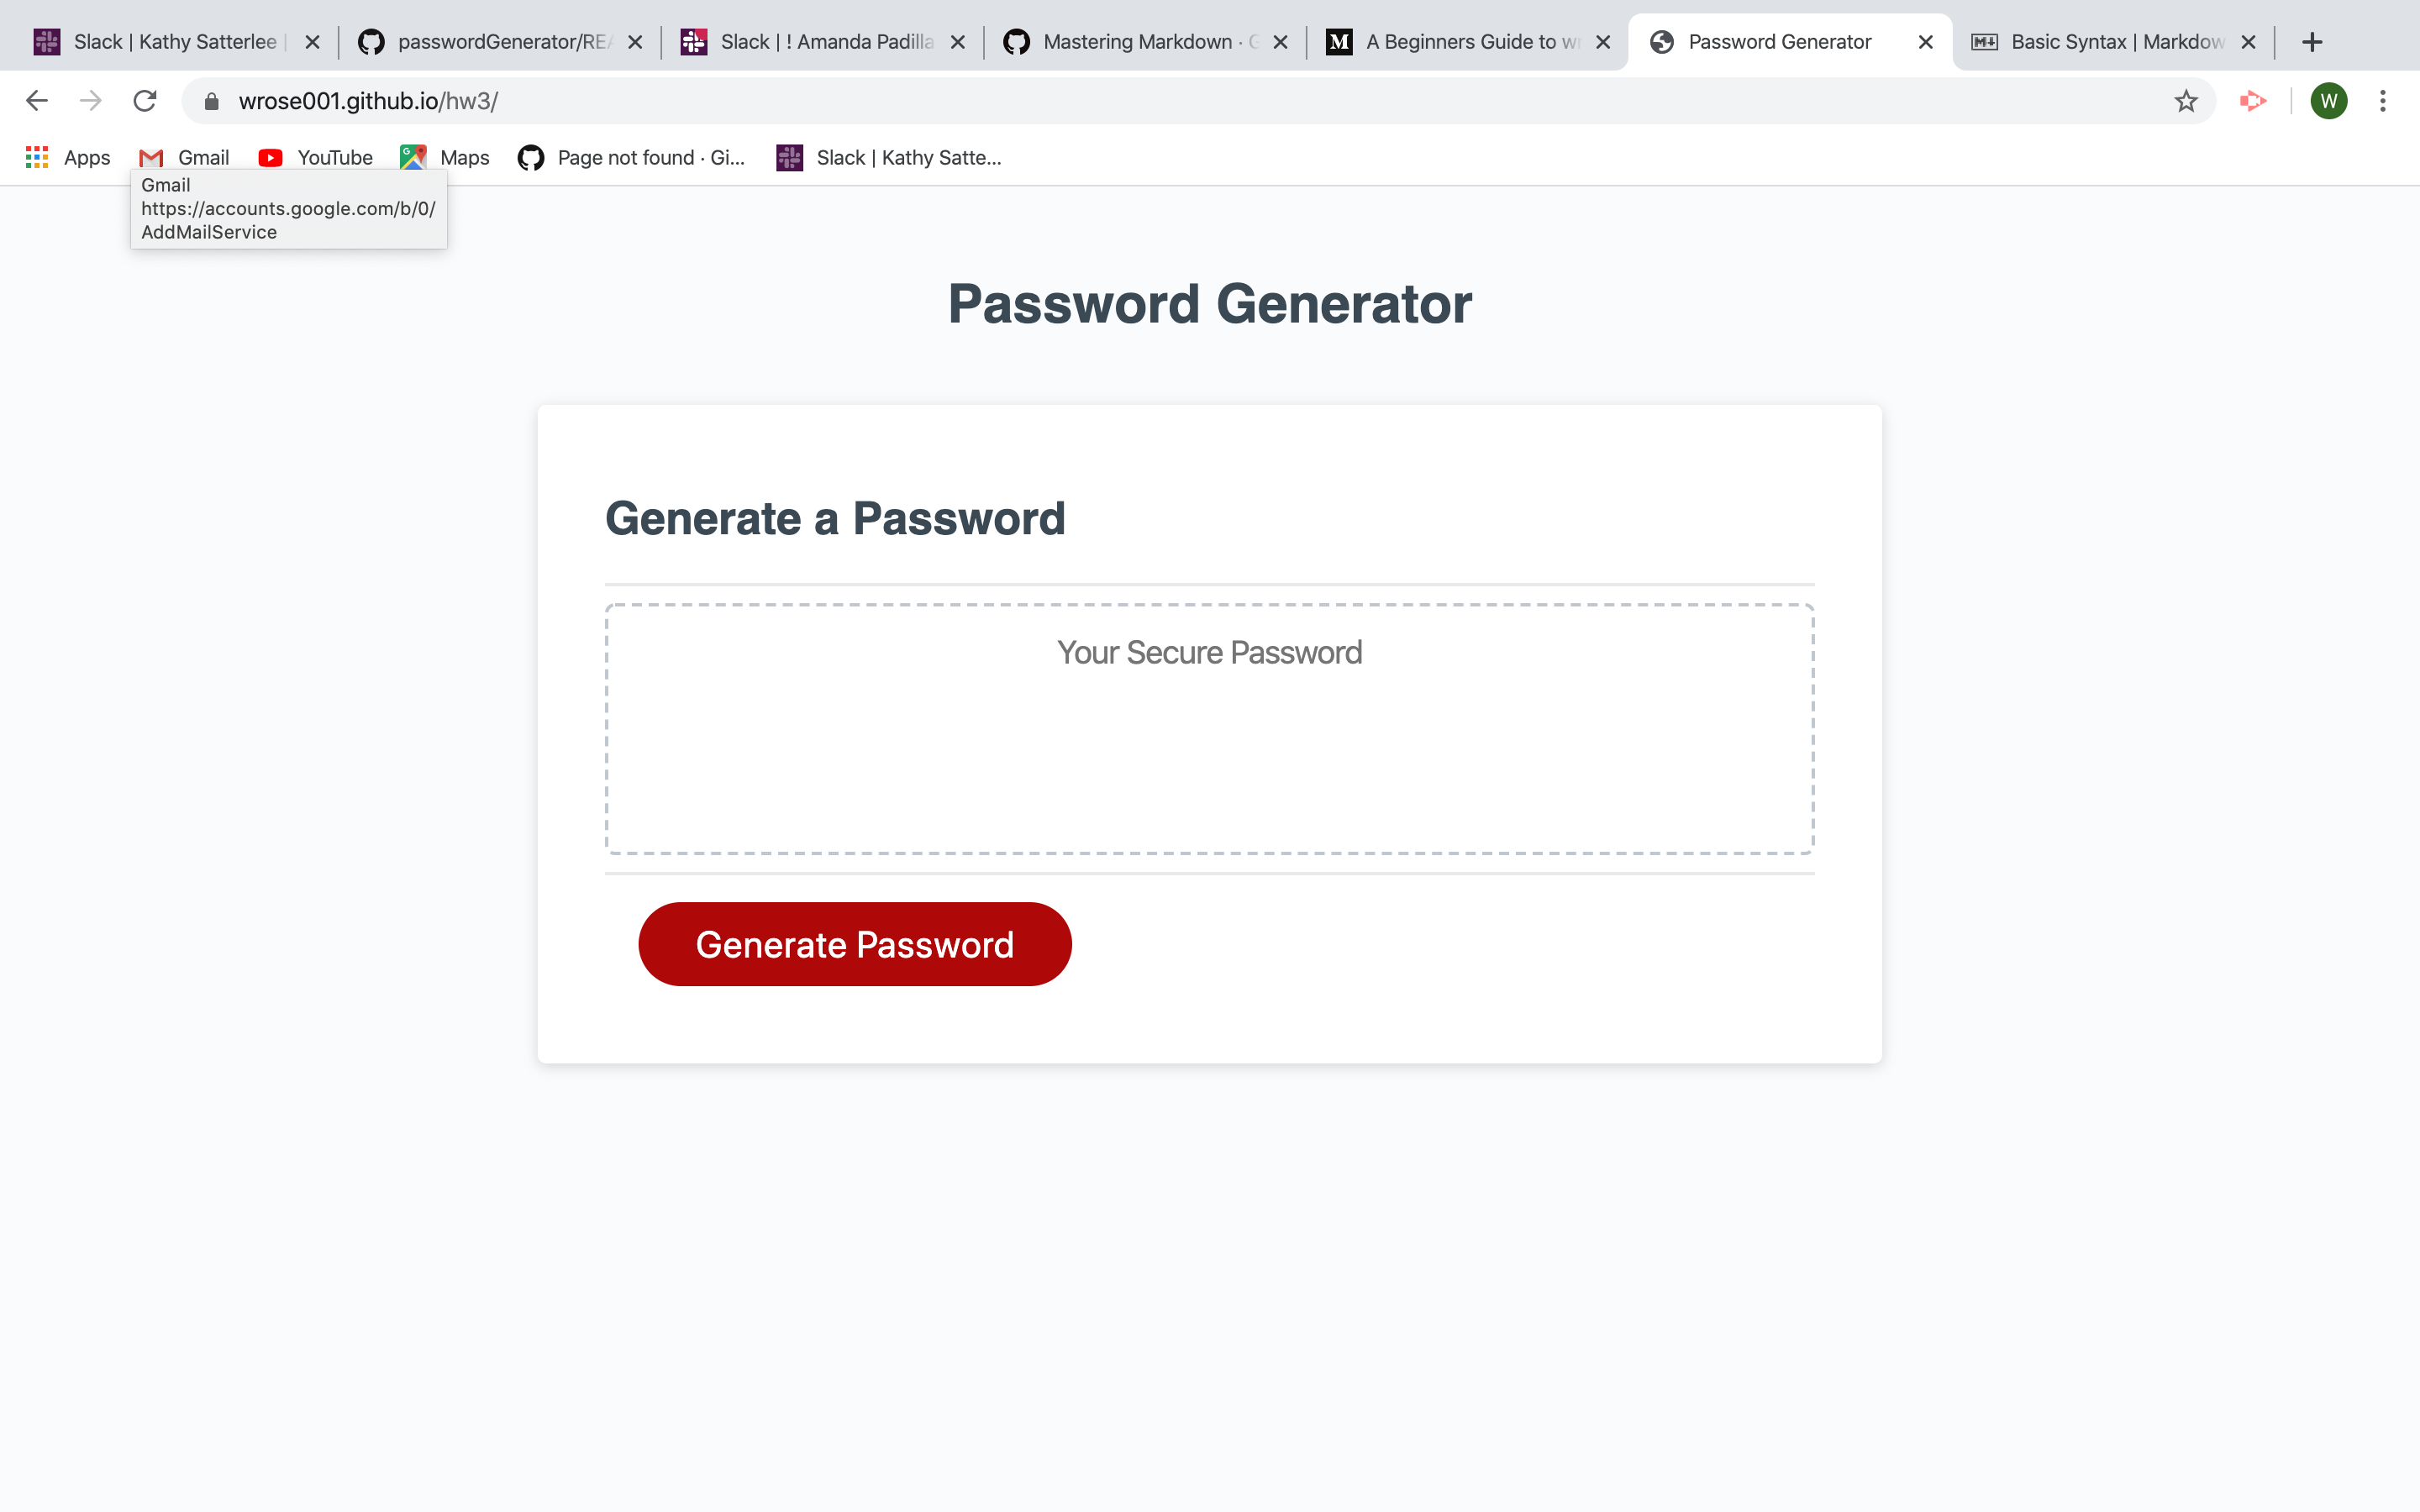 Slack | Kathy Satterlee |
passwordGenerator/REA
Slack | ! Amanda Padilla
Mastering Markdown · G
A Beginners Guide to w
Password Generator
Basic Syntax | Markdow
wrose001.github.io/hw3/
W
Apps
Gmail
YouTube
Maps
Page not found · Gi...
Slack | Kathy Satte...
Gmail
https://accounts.google.com/b/0/
AddMailService
Password Generator
Generate a Password
Your Secure Password
Generate Password